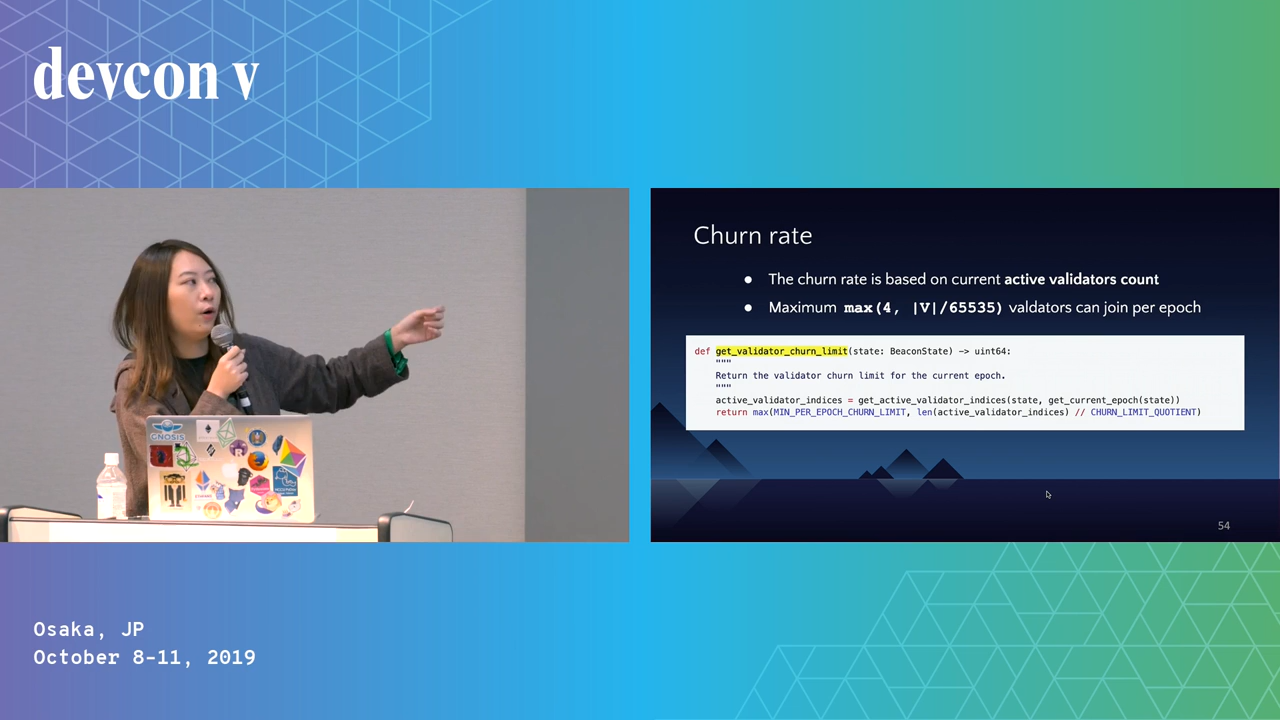 devcon v
GNOSIS
Churn rate
● The churn rate is based on current active validators count
● Maximum max(4, |V|/65535) valdators can join per epoch
def get_validator_churn_limit(state: BeaconState) -> uint64:
"""
Return the validator churn limit for the current epoch.
"""
active_validator_indices = get_active_validator_indices(state, get_current_epoch(state))
return max(MIN_PER_EPOCH_CHURN_LIMIT, len(active_validator_indices) // CHURN_LIMIT_QUOTIENT)
54
Osaka, JP
October 8-11, 2019